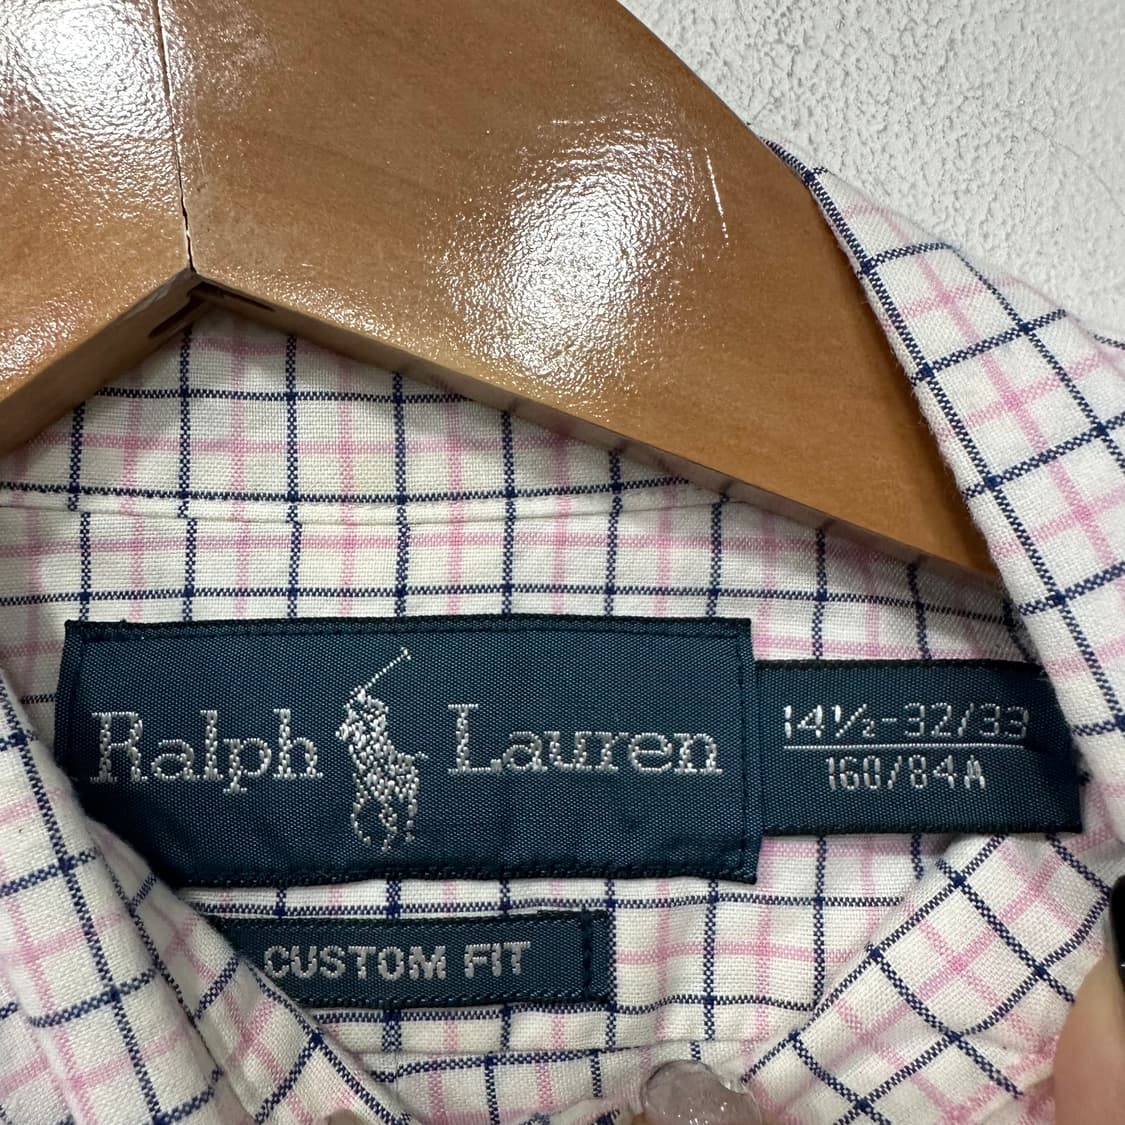 Ralph Lauren
14½-32/33
160/84A
CUSTOM FIT